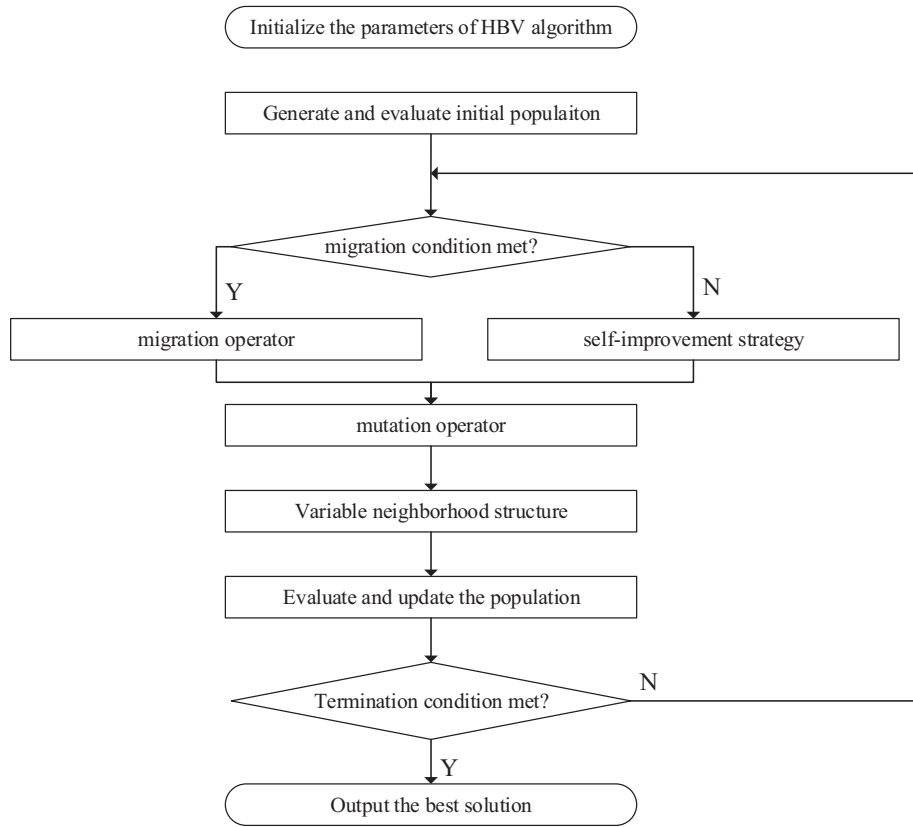 Initialize the parameters of HBV algorithm
Generate and evaluate initial populaiton
migration condition met?
Y
N
migration operator
self-improvement strategy
mutation operator
Variable neighborhood structure
Evaluate and update the population
Termination condition met?
N
Y
Output the best solution